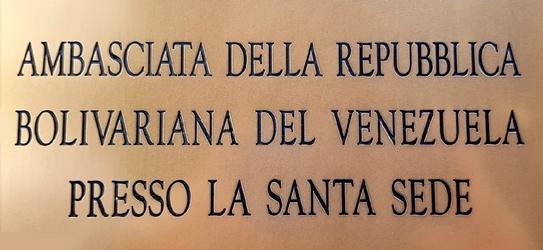 AMBASCIATA DELLA REPUBBLICA
BOLIVARIANA DEL VENEZUELA
PRESSO LA SANTA SEDE